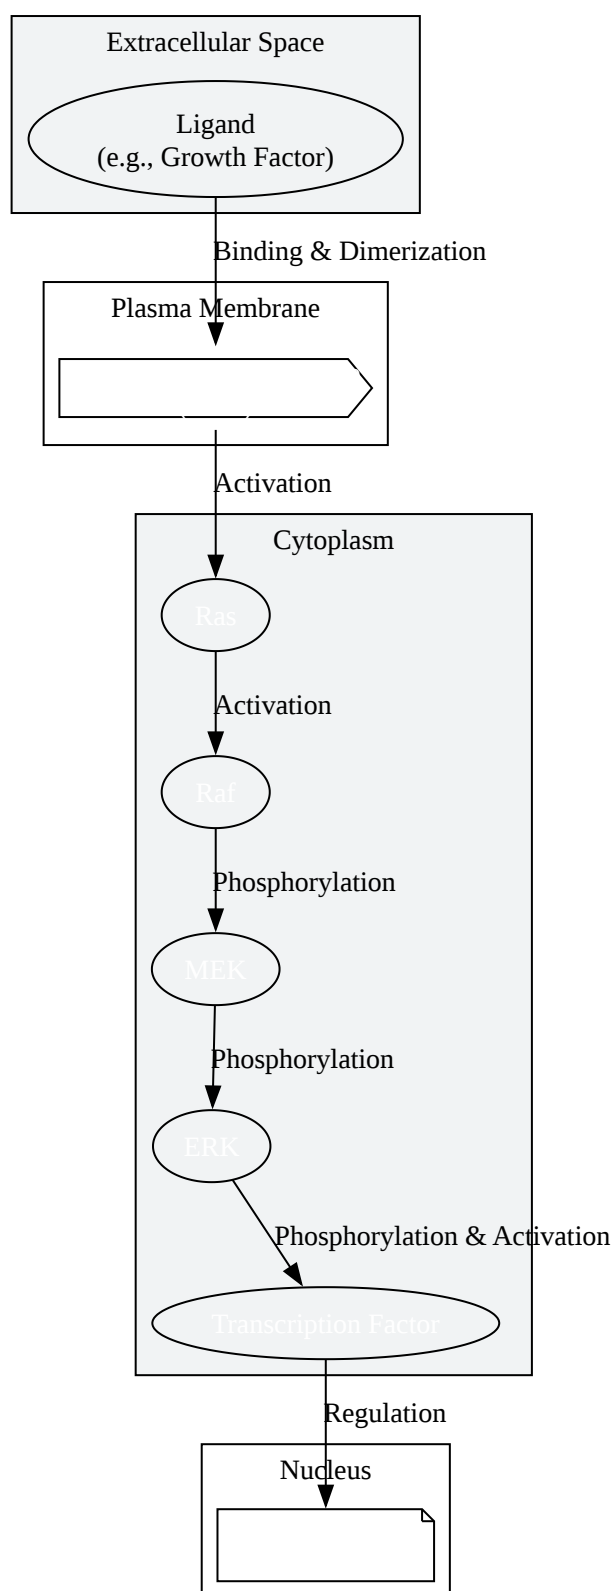 Extracellular Space
Ligand
(e.g., Growth Factor)
Binding & Dimerization
Plasma Membrane
Activation
Cytoplasm
Ras
Activation
Raf
Phosphorylation
MEK
Phosphorylation
ERK
Phosphorylation & Activation
Transcription Factor
Regulation
Nucleus